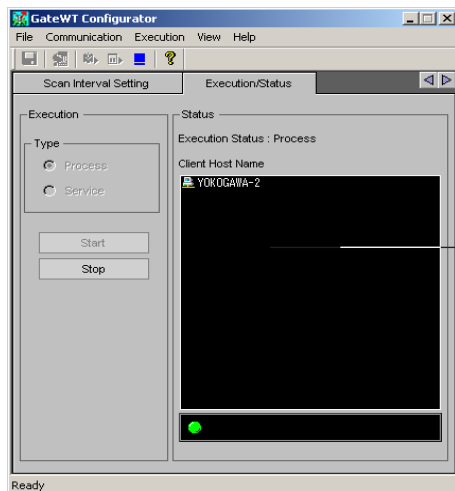 GateWT Configurator
File Communication Execution View Help
Scan Interval Setting Execution/Status
Execution
Type
Process
Service
Start
Stop
Status
Execution Status : Process
Client Host Name
YOKOGAWA-2
Ready